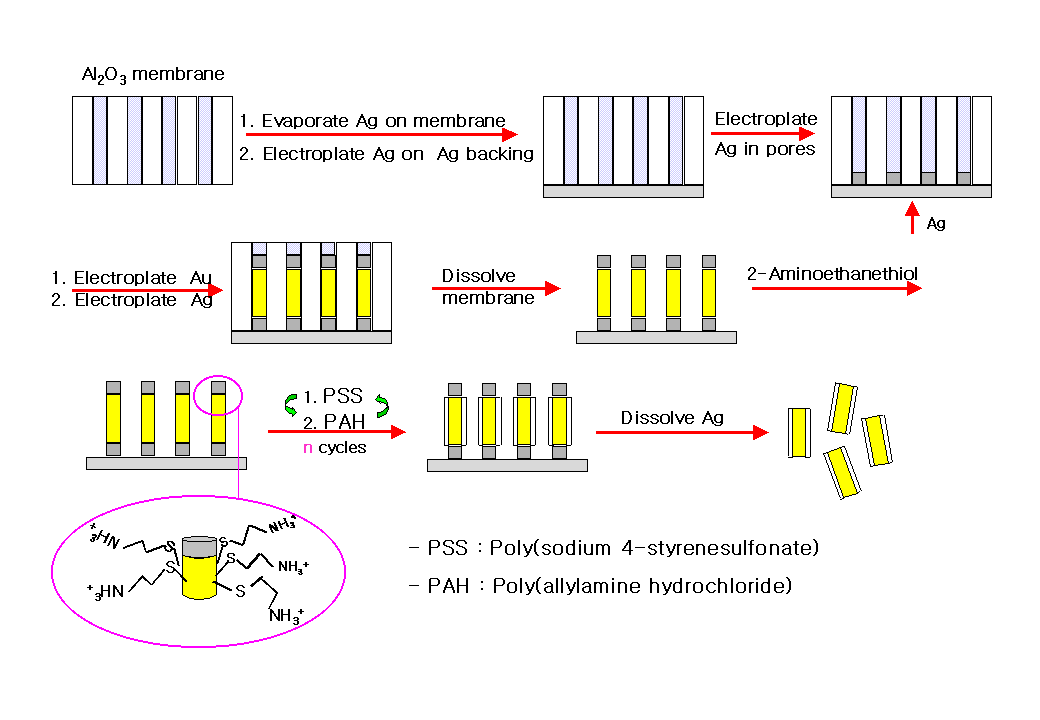 Al₂O₃ membrane
1. Evaporate Ag on membrane
2. Electroplate Ag on Ag backing
Electroplate
Ag in pores
Ag
1. Electroplate Au
2. Electroplate Ag
Dissolve
membrane
2-Aminoethanethiol
1. PSS
2. PAH
n cycles
Dissolve Ag
⁺₃HN
S
S
NH₃⁺
⁺₃HN
S
S
NH₃⁺
S
NH₃⁺
- PSS : Poly(sodium 4-styrenesulfonate)
- PAH : Poly(allylamine hydrochloride)